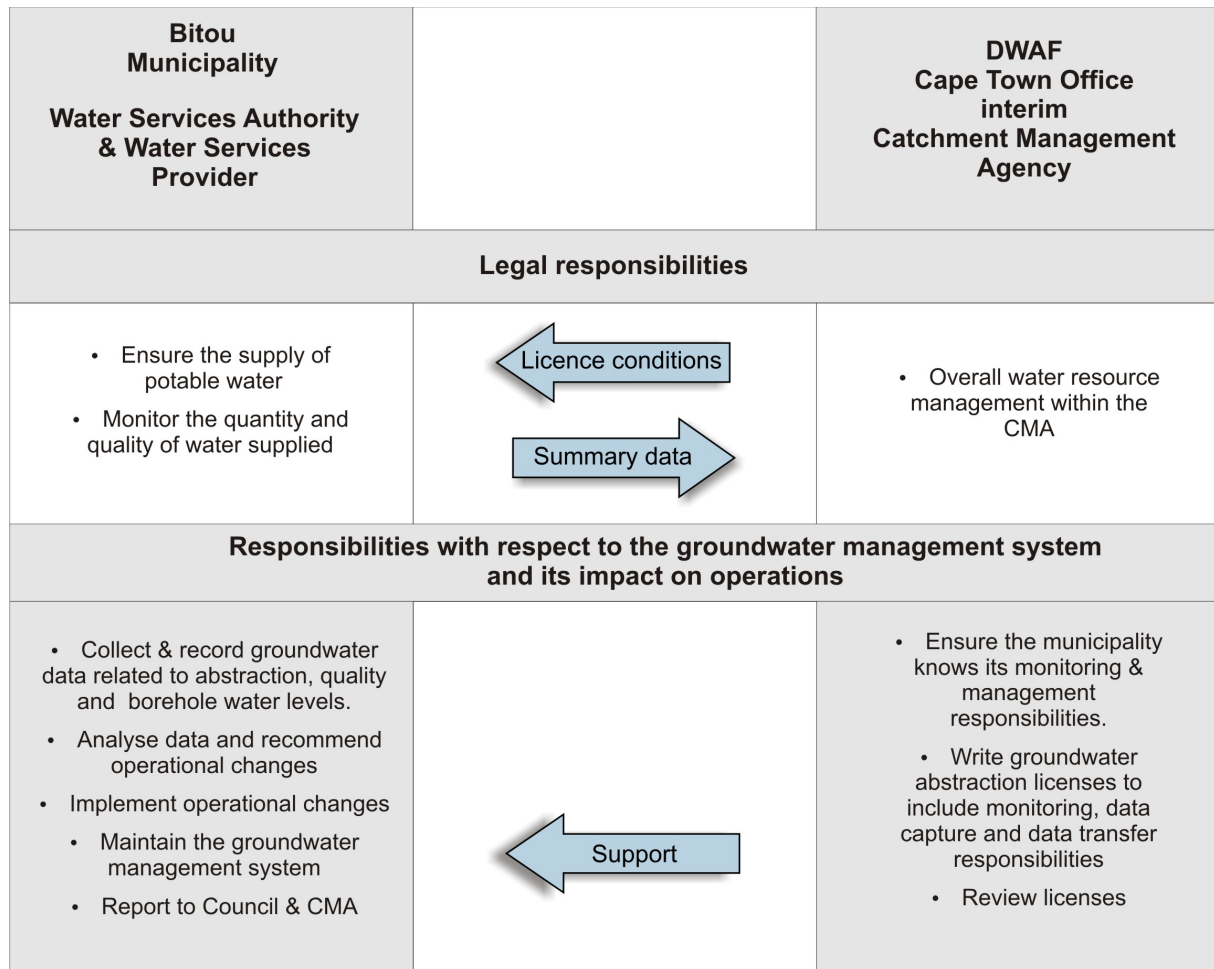 Bitou
Municipality
Water Services Authority
& Water Services
Provider
DWAF
Cape Town Office
interim
Catchment Management
Agency
Legal responsibilities
• Ensure the supply of
potable water
• Monitor the quantity and
quality of water supplied
Licence conditions
Summary data
• Overall water resource
management within the
CMA
Responsibilities with respect to the groundwater management system
and its impact on operations
• Collect & record groundwater
data related to abstraction, quality
and borehole water levels.
• Analyse data and recommend
operational changes
• Implement operational changes
• Maintain the groundwater
management system
• Report to Council & CMA
Support
• Ensure the municipality
knows its monitoring &
management
responsibilities.
• Write groundwater
abstraction licenses to
include monitoring, data
capture and data transfer
responsibilities
• Review licenses